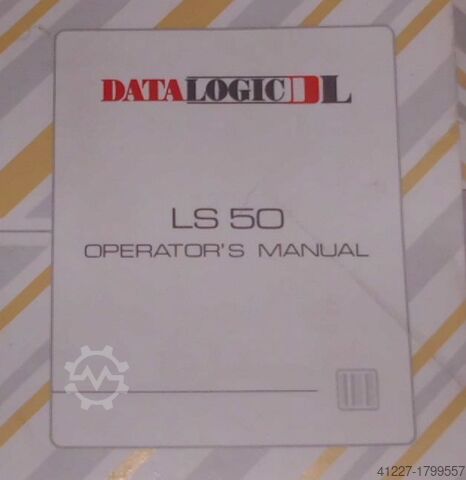 DATALOGIC DL
LS 50
OPERATOR'S MANUAL
41227-1799557